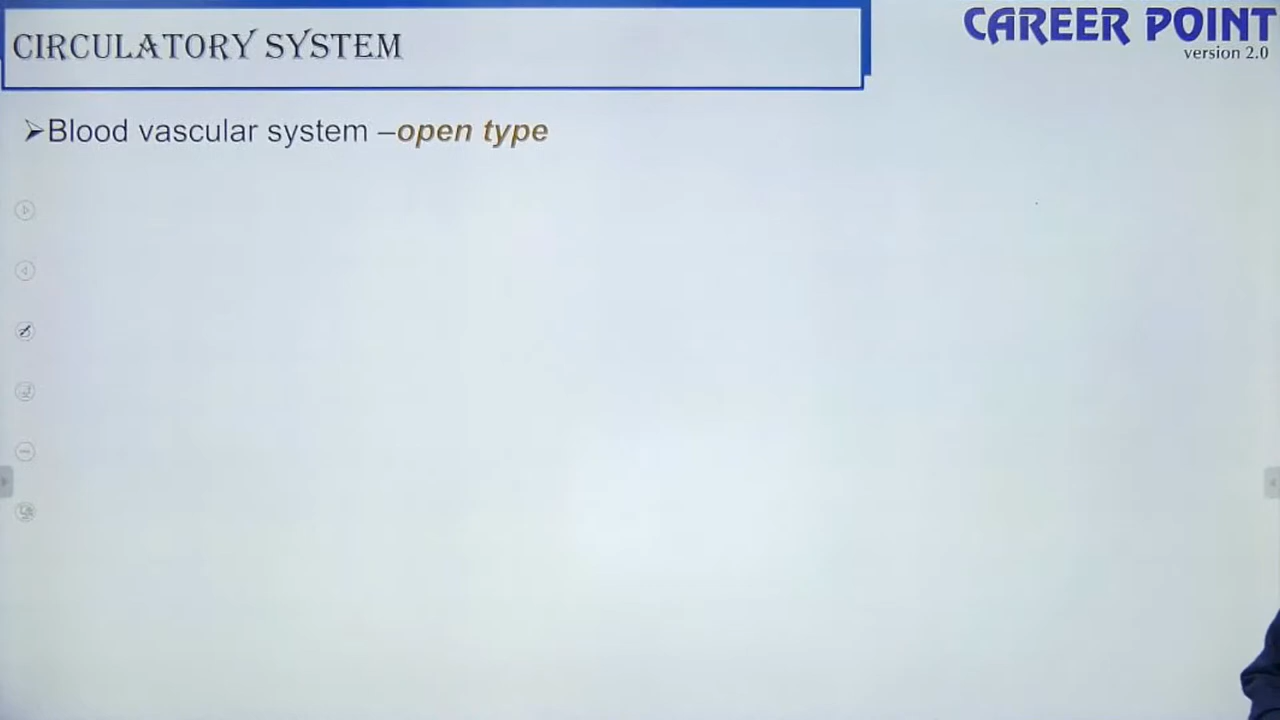 CIRCULATORY SYSTEM
CAREER POINT
version 2.0
➢Blood vascular system –open type